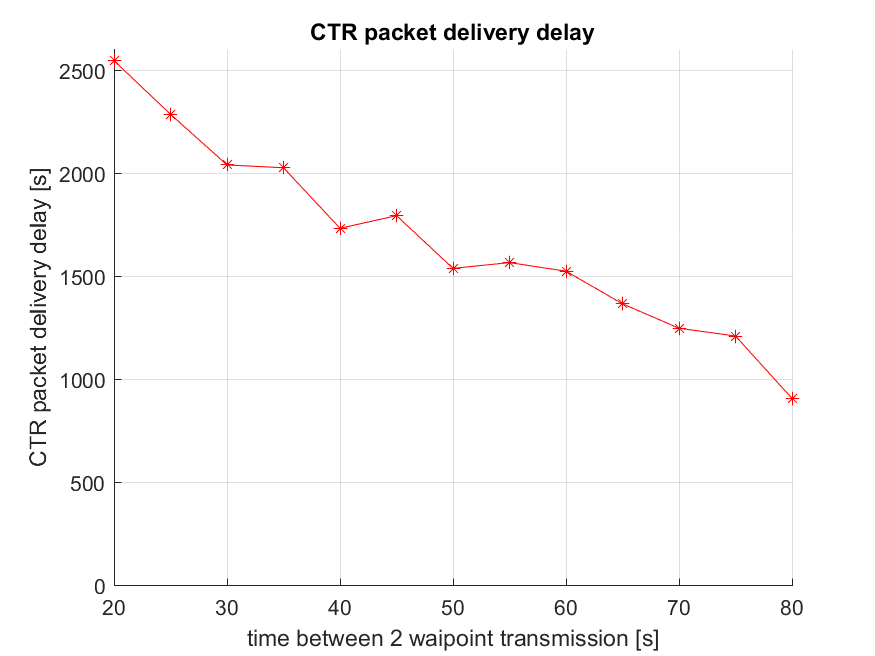 CTR packet delivery delay
CTR packet delivery delay [s]
2500
2000
1500
1000
500
0
20 30 40 50 60 70 80
time between 2 waipoint transmission [s]